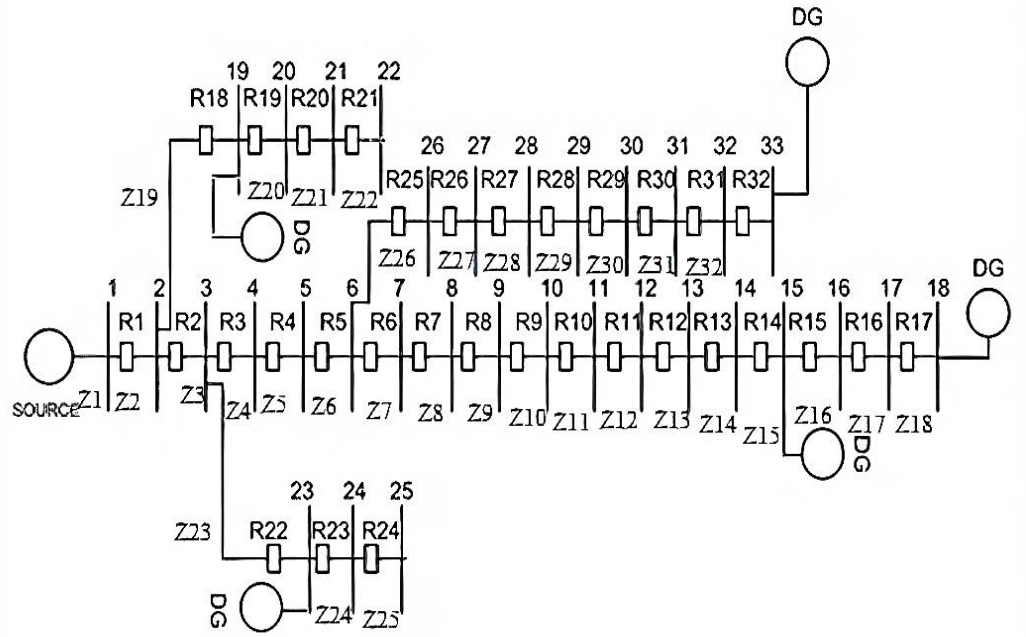 DG
19 20 21 22
R18 R19 R20 R21
26 27 28 29 30 31 32 33
R25 R26 R27 R28 R29 R30 R31 R32
Z19 Z20 Z21 Z22
DG
Z26 Z27 Z28 Z29 Z30 Z31 Z32
DG
1 2 3 4 5 6 7 8 9 10 11 12 13 14 15 16 17 18
R1 R2 R3 R4 R5 R6 R7 R8 R9 R10 R11 R12 R13 R14 R15 R16 R17
SOURCE Z1 Z2 Z3 Z4 Z5 Z6 Z7 Z8 Z9 Z10 Z11 Z12 Z13 Z14 Z15 Z16 Z17 Z18
DG
23 24 25
Z23 R22 R23 R24
DG Z24 Z25